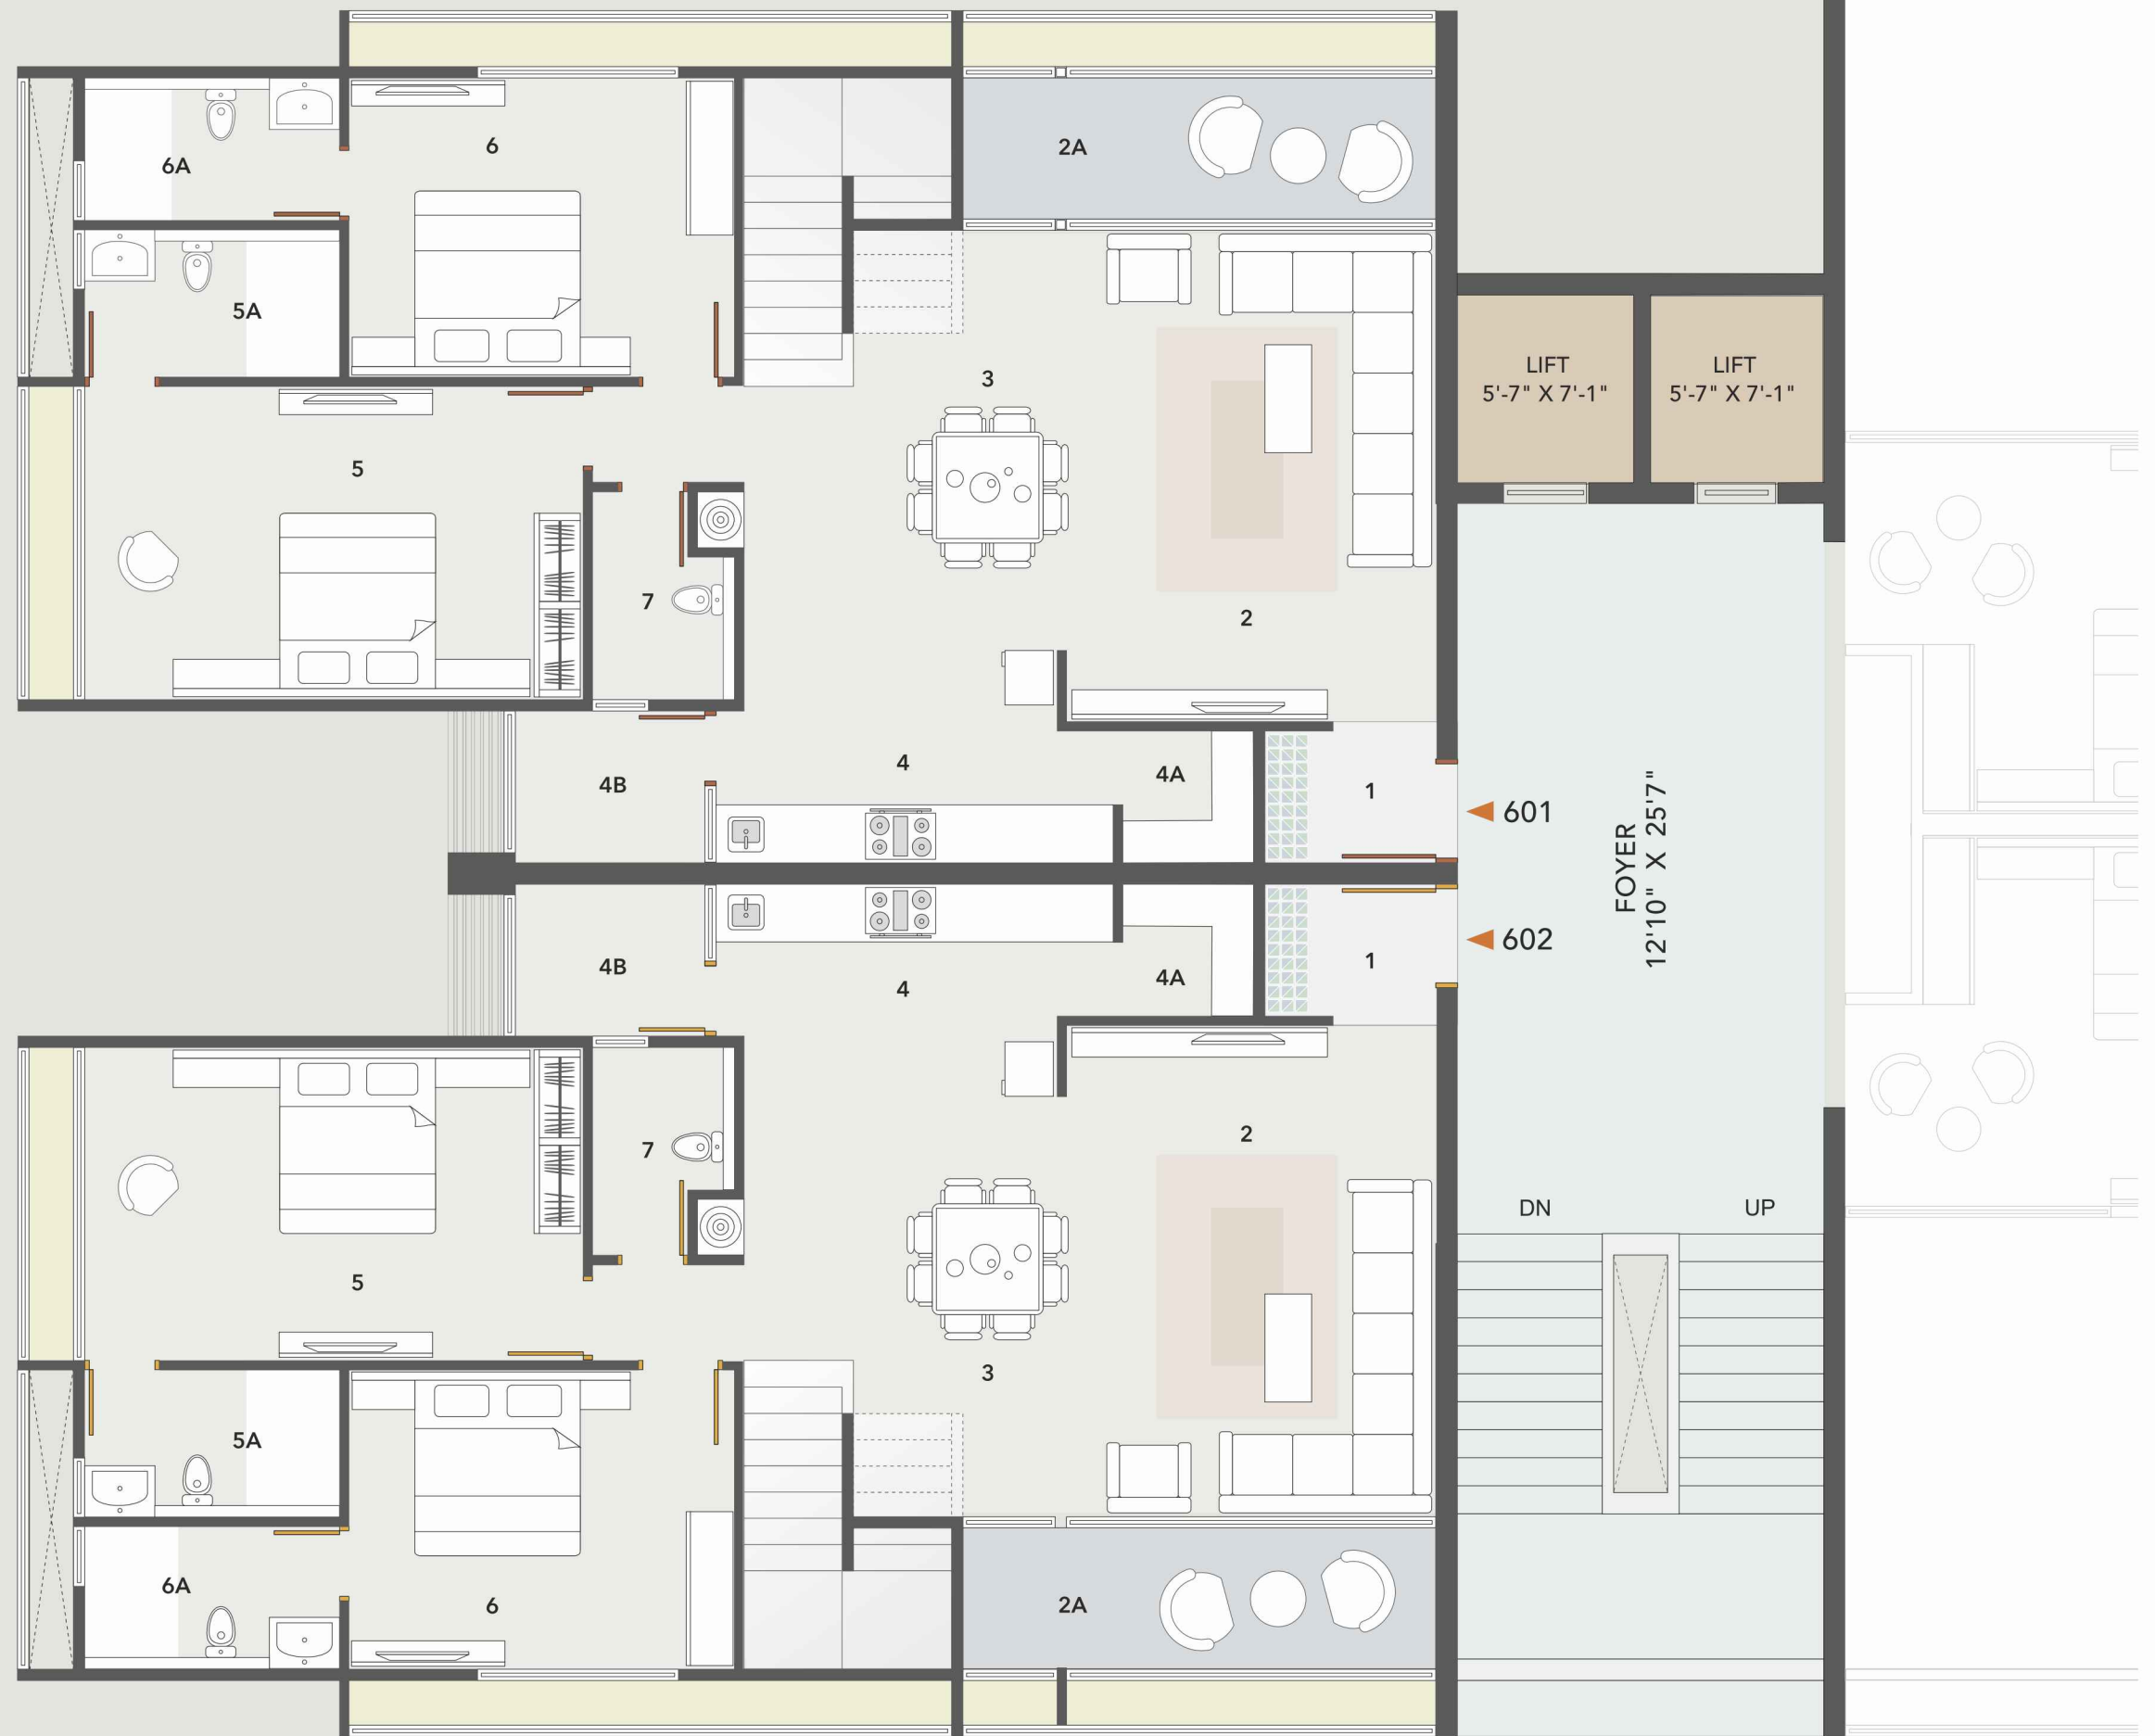 6
2A
6A
5A
LIFT
5'-7" X 7'-1"
LIFT
5'-7" X 7'-1"
3
5
7
2
4
4A
4B
1
601
FOYER
12'10" X 25'7"
602
1
4B
4A
4
2
7
DN
UP
5
3
5A
6A
6
2A